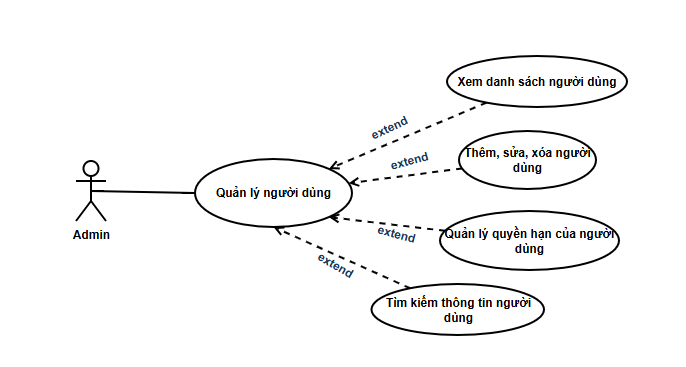 Xem danh sách người dùng
extend
Thêm, sửa, xóa người
dùng
extend
Quản lý người dùng
Admin
Quản lý quyền hạn của người
dùng
extend
extend
Tìm kiếm thông tin người
dùng